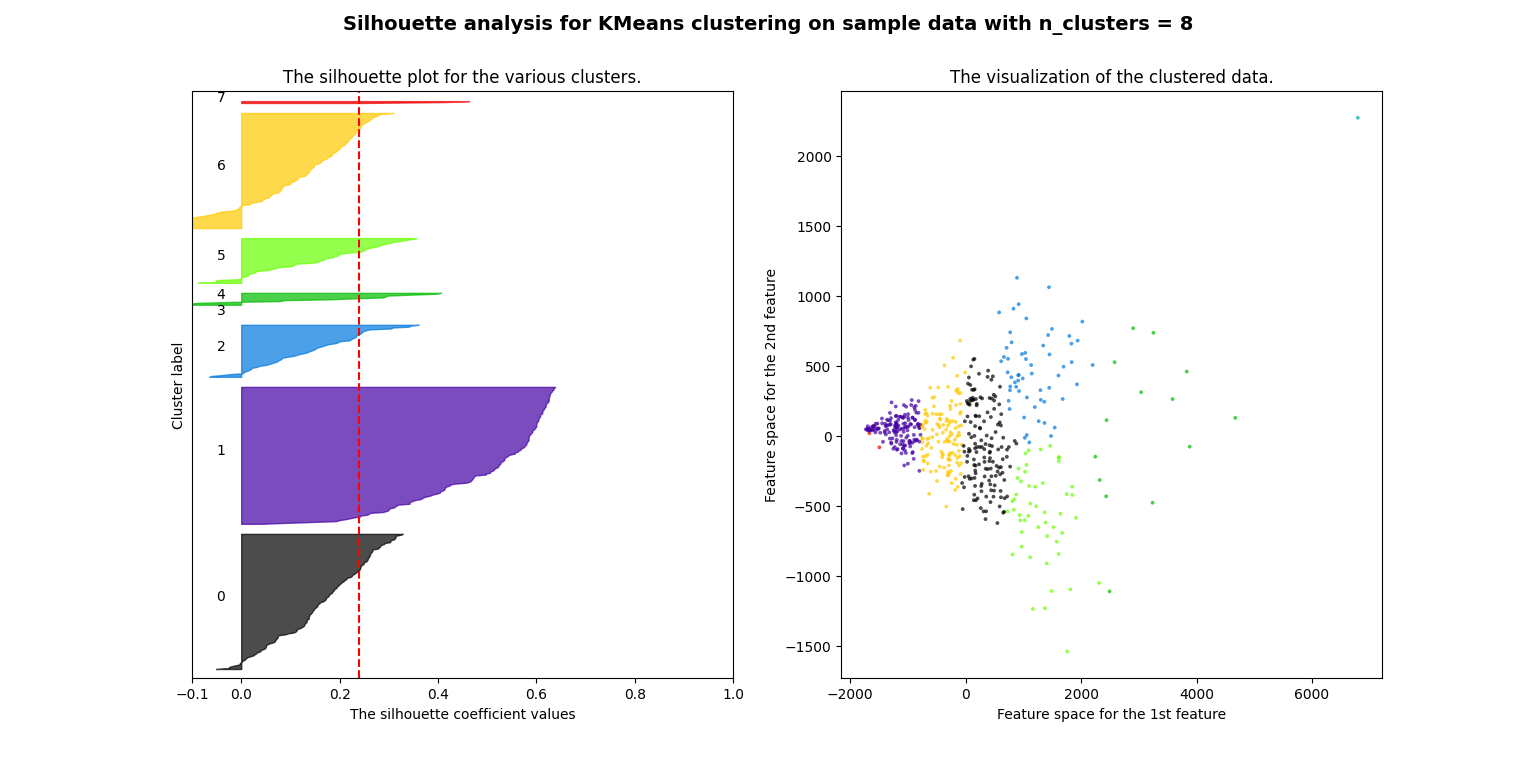 Silhouette analysis for KMeans clustering on sample data with n_clusters = 8
The silhouette plot for the various clusters.
7
6
5
4
3
2
1
0
Cluster label
−0.1 0.0 0.2 0.4 0.6 0.8 1.0
The silhouette coefficient values
The visualization of the clustered data.
2000
1500
1000
500
0
−500
−1000
−1500
Feature space for the 2nd feature
−2000 0 2000 4000 6000
Feature space for the 1st feature